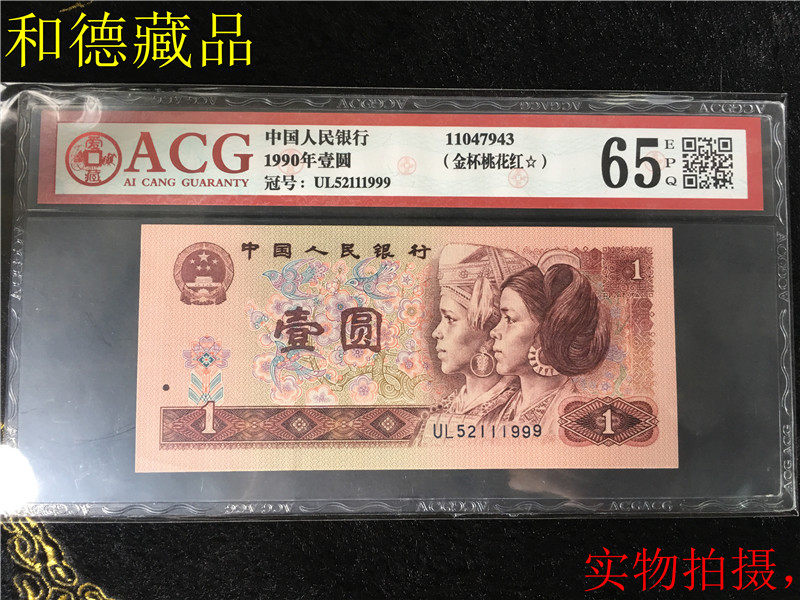 和德藏品
ACG
AI CANG GUARANTY
中国人民银行
1990年壹圆
冠号：UL52111999
11047943
（金杯桃花红☆）
65
EPQ
中国人民银行
壹圆
1
1
1
UL52111999
实物拍摄，